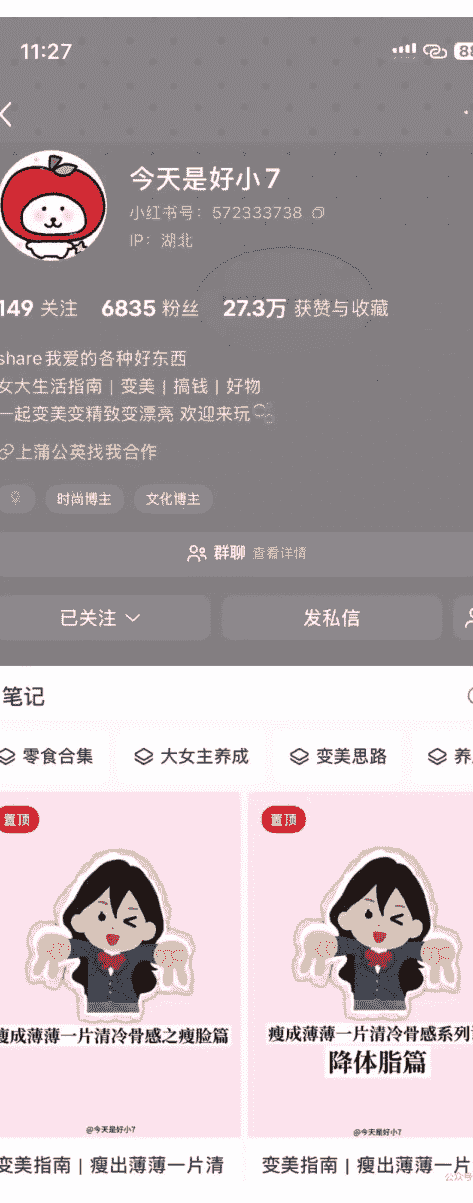 11:27
88
今天是好小7
小红书号：572333738
IP：湖北
149 关注 6835 粉丝 27.3万 获赞与收藏
share我爱的各种好东西
女大生活指南 | 变美 | 搞钱 | 好物
一起变美变精致变漂亮 欢迎来玩
上蒲公英找我合作
时尚博主 文化博主
群聊 查看详情
已关注 发私信
笔记
零食合集 大女主养成 变美思路 养
置顶 置顶
瘦成薄薄一片清冷骨感之瘦脸篇
瘦成薄薄一片清冷骨感系列
降体脂篇
@今天是好小7 @今天是好小7
变美指南 | 瘦出薄薄一片清
变美指南 | 瘦出薄薄一片
公众号